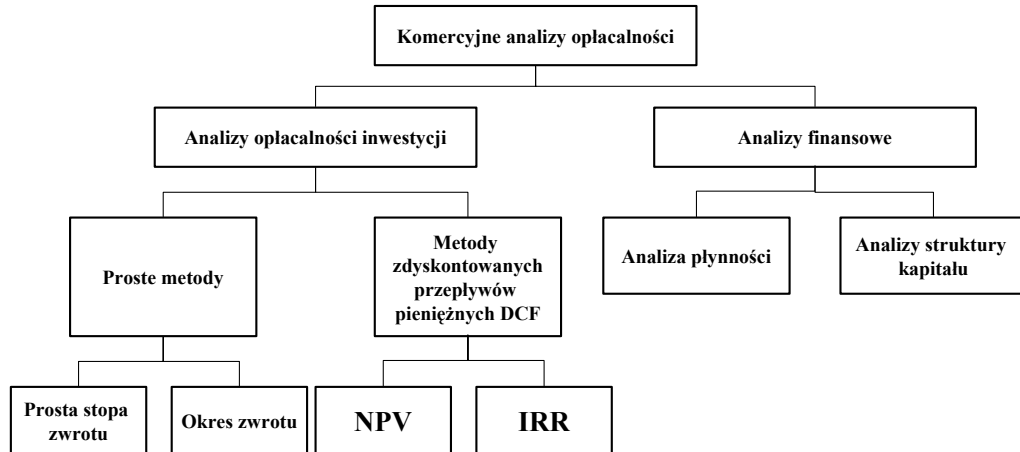 Komercyjne analizy opłacalności
Analizy opłacalności inwestycji
Analizy finansowe
Proste metody
Metody
zdyskontowanych
przepływów
pieniężnych DCF
Analiza płynności
Analizy struktury
kapitału
Prosta stopa
zwrotu
Okres zwrotu
NPV
IRR